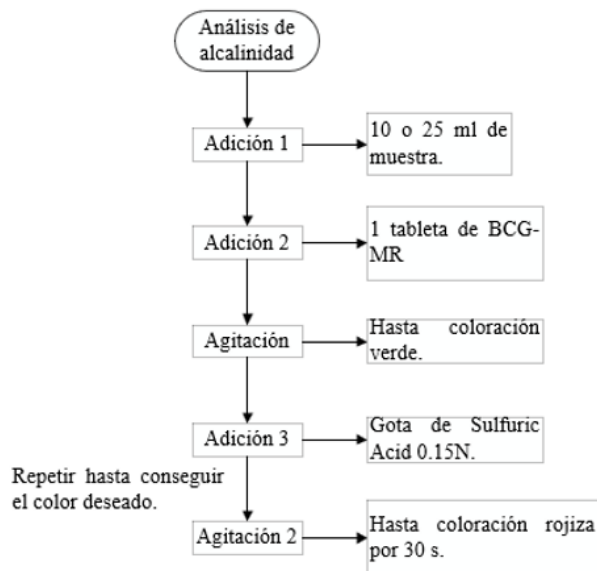 Análisis de
alcalinidad
Adición 1
10 o 25 ml de
muestra.
Adición 2
1 tableta de BCG-
MR
Agitación
Hasta coloración
verde.
Adición 3
Gota de Sulfuric
Acid 0.15N.
Repetir hasta conseguir
el color deseado.
Agitación 2
Hasta coloración rojiza
por 30 s.